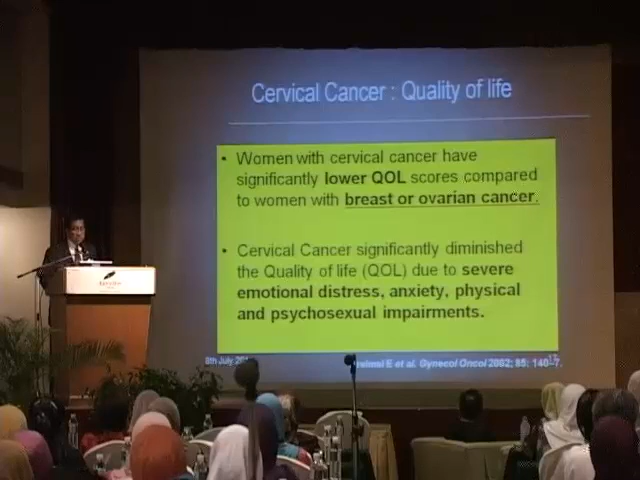 Cervical Cancer : Quality of life
• Women with cervical cancer have
significantly lower QOL scores compared
to women with breast or ovarian cancer.
• Cervical Cancer significantly diminished
the Quality of life (QOL) due to severe
emotional distress, anxiety, physical
and psychosexual impairments.
8th July
E et al. Gynecol Oncol 2002; 85: 140-7.